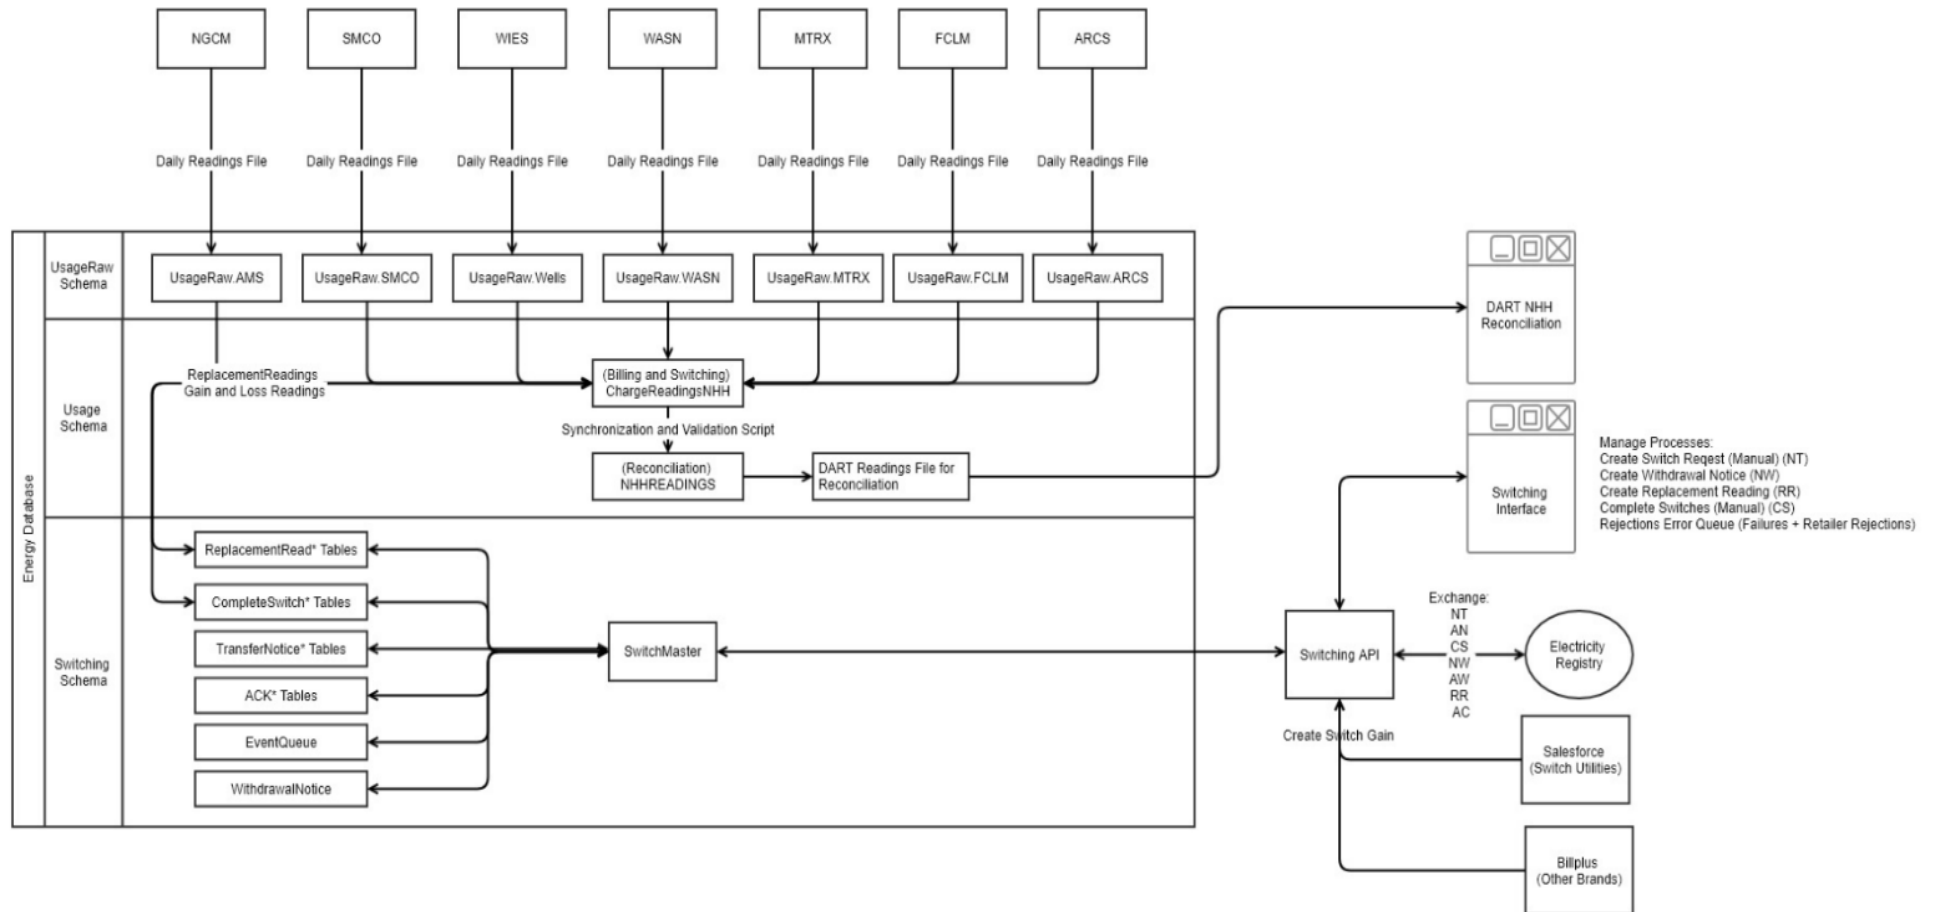 NGCM
SMCO
WIES
WASN
MTRX
FCLM
ARCS
Daily Readings File
Daily Readings File
Daily Readings File
Daily Readings File
Daily Readings File
Daily Readings File
Daily Readings File
Energy Database
UsageRaw
Schema
UsageRaw.AMS
UsageRaw.SMCO
UsageRaw.Wells
UsageRaw.WASN
UsageRaw.MTRX
UsageRaw.FCLM
UsageRaw.ARCS
Usage
Schema
ReplacementReadings
Gain and Loss Readings
(Billing and Switching)
ChargeReadingsNHH
Synchronization and Validation Script
(Reconciliation)
NHHREADINGS
DART Readings File for
Reconciliation
DART NHH
Reconciliation
Switching
Interface
Manage Processes:
Create Switch Reqest (Manual) (NT)
Create Withdrawal Notice (NW)
Create Replacement Reading (RR)
Complete Switches (Manual) (CS)
Rejections Error Queue (Failures + Retailer Rejections)
Switching
Schema
ReplacementRead* Tables
CompleteSwitch* Tables
TransferNotice* Tables
ACK* Tables
EventQueue
WithdrawalNotice
SwitchMaster
Switching API
Exchange:
NT
AN
CS
NW
AW
RR
AC
Electricity
Registry
Create Switch Gain
Salesforce
(Switch Utilities)
Billplus
(Other Brands)